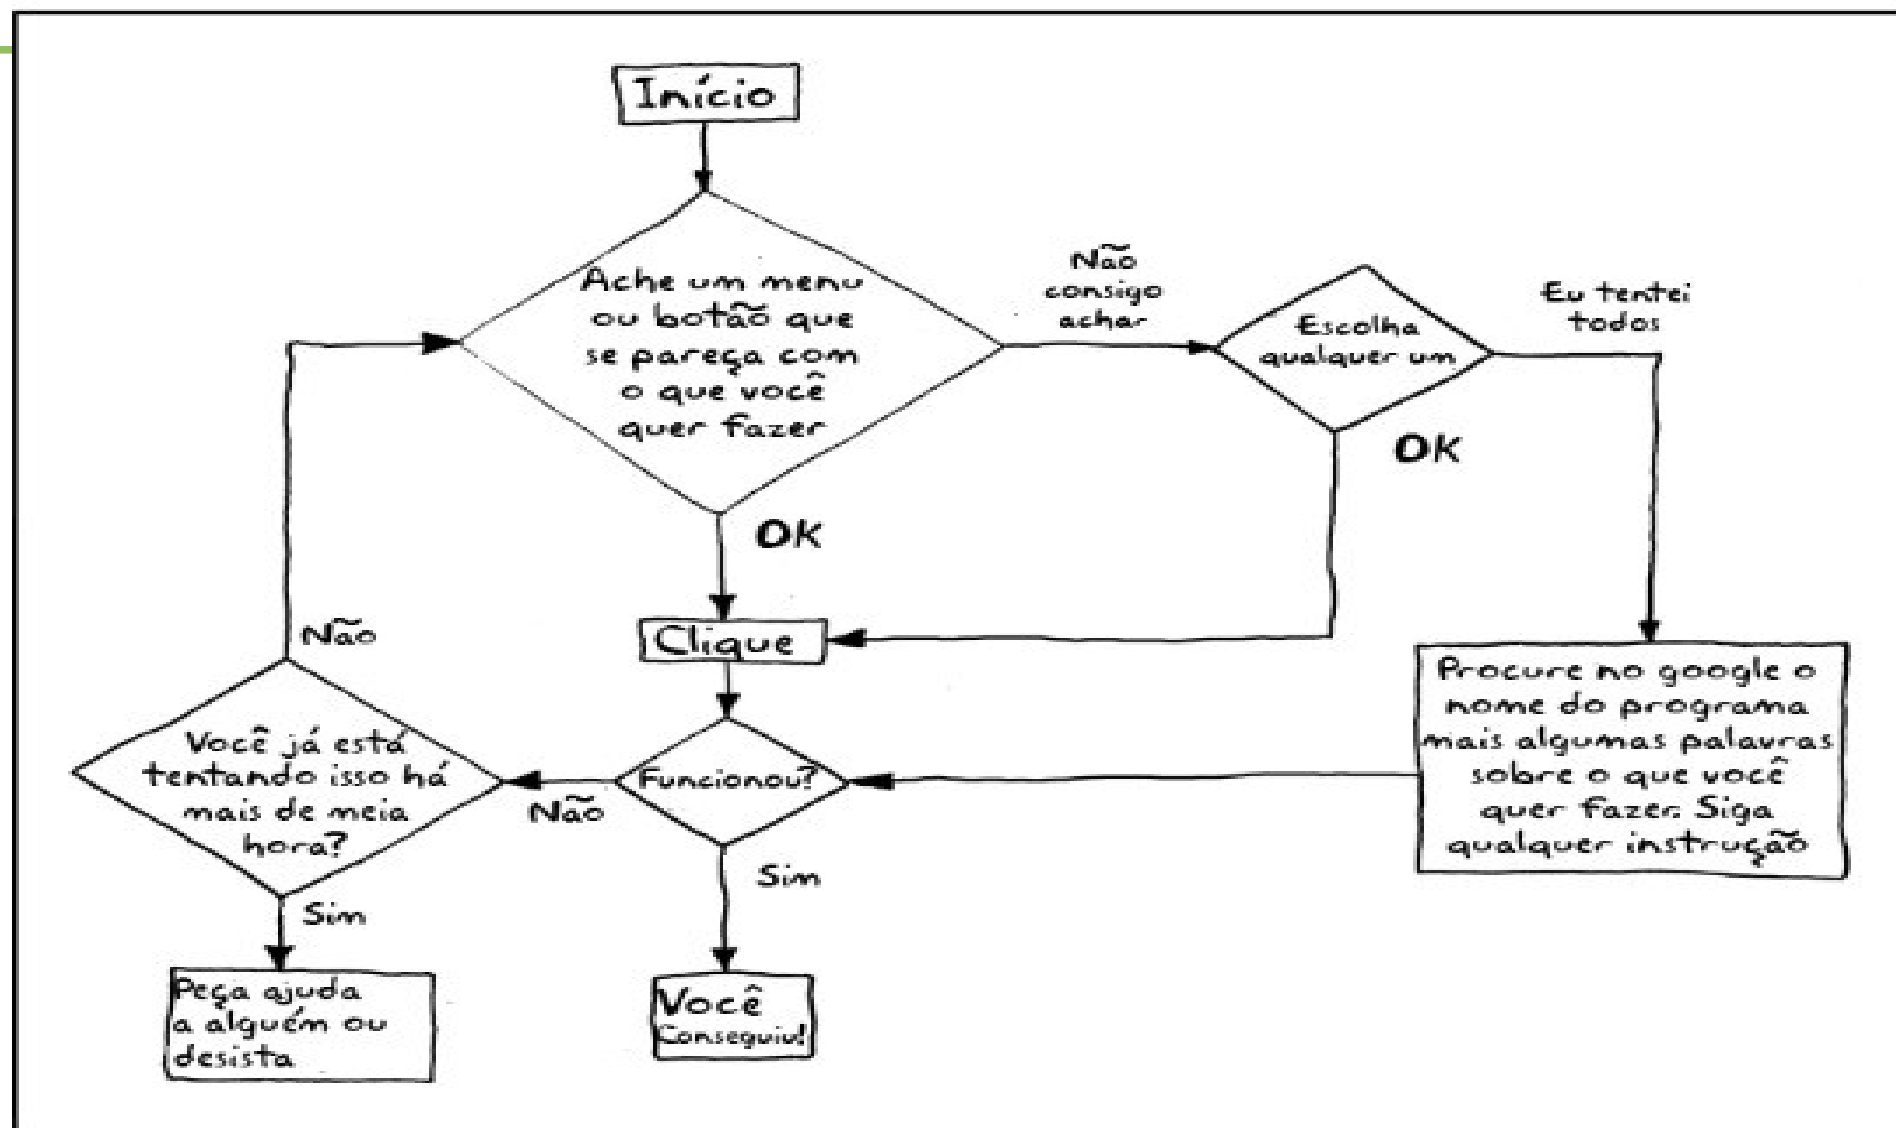 Início
Ache um menu
ou botão que
se pareça com
o que você
quer fazer
Não
consigo
achar
Escolha
qualquer um
Eu tentei
todos
OK
OK
Clique
Procure no google o
nome do programa
mais algumas palavras
sobre o que você
quer fazer. Siga
qualquer instrução
Funcionou?
Não
Você já está
tentando isso há
mais de meia
hora?
Não
Sim
Sim
Peça ajuda
a alguém ou
desista
Você
Conseguiu!